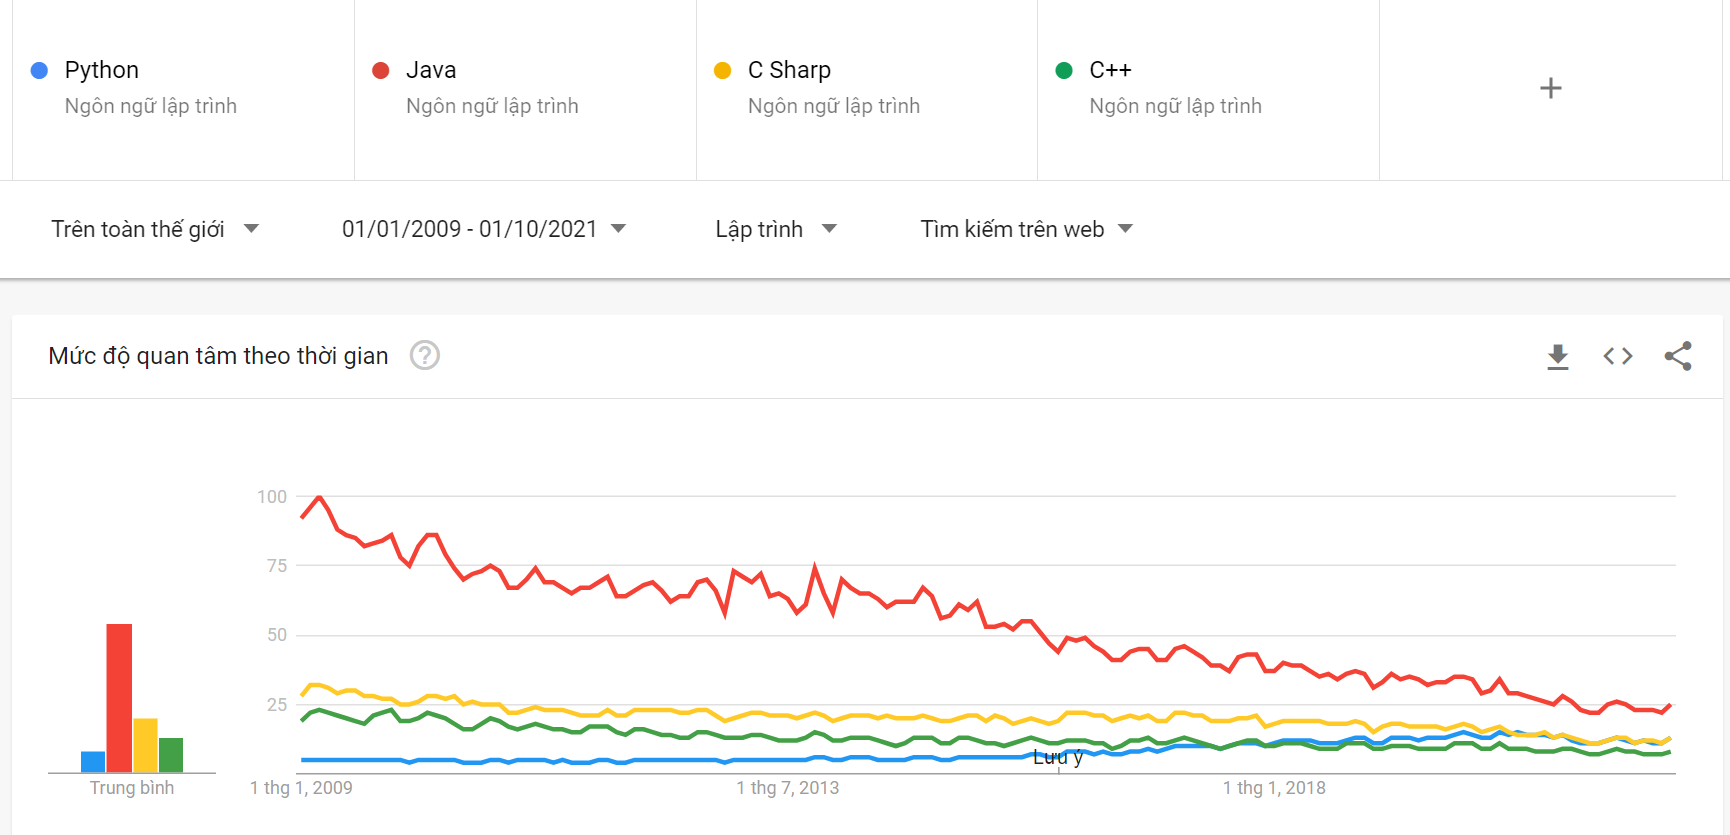 Python
Ngôn ngữ lập trình
Java
Ngôn ngữ lập trình
C Sharp
Ngôn ngữ lập trình
C++
Ngôn ngữ lập trình
+
Trên toàn thế giới
01/01/2009 - 01/10/2021
Lập trình
Tìm kiếm trên web
Mức độ quan tâm theo thời gian
?
100
75
50
25
Lưu ý
Trung bình
1 thg 1, 2009
1 thg 7, 2013
1 thg 1, 2018